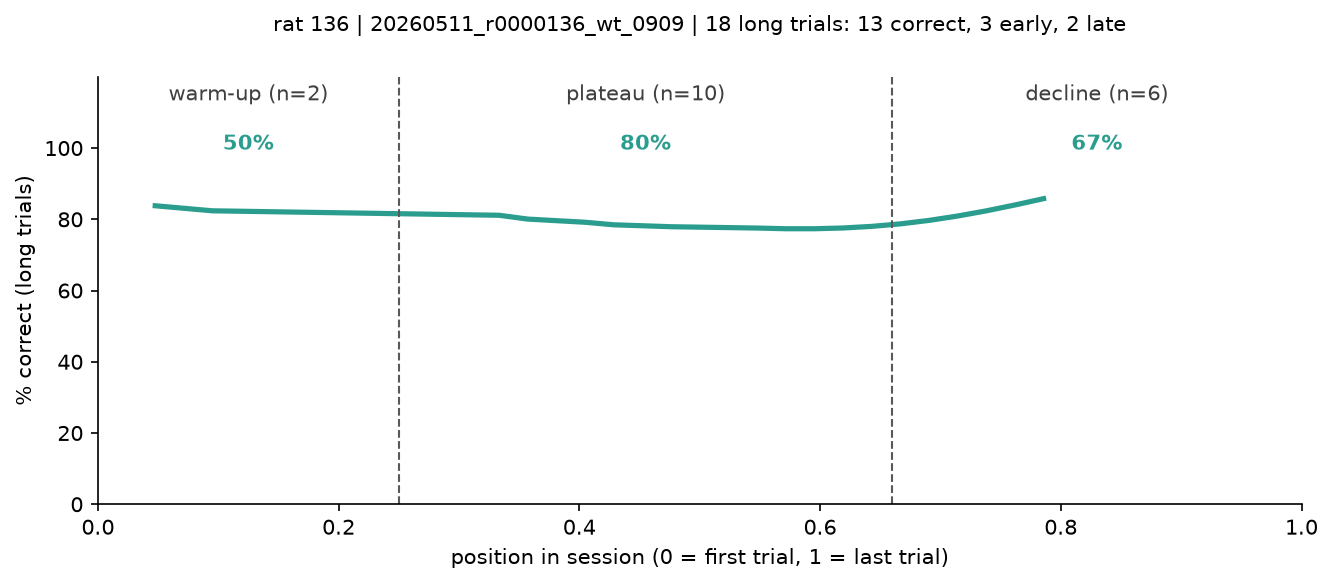 rat 136 | 20260511_r0000136_wt_0909 | 18 long trials: 13 correct, 3 early, 2 late
warm-up (n=2)
plateau (n=10)
decline (n=6)
50%
80%
67%
% correct (long trials)
100
80
60
40
20
0
0.0
0.2
0.4
0.6
0.8
1.0
position in session (0 = first trial, 1 = last trial)